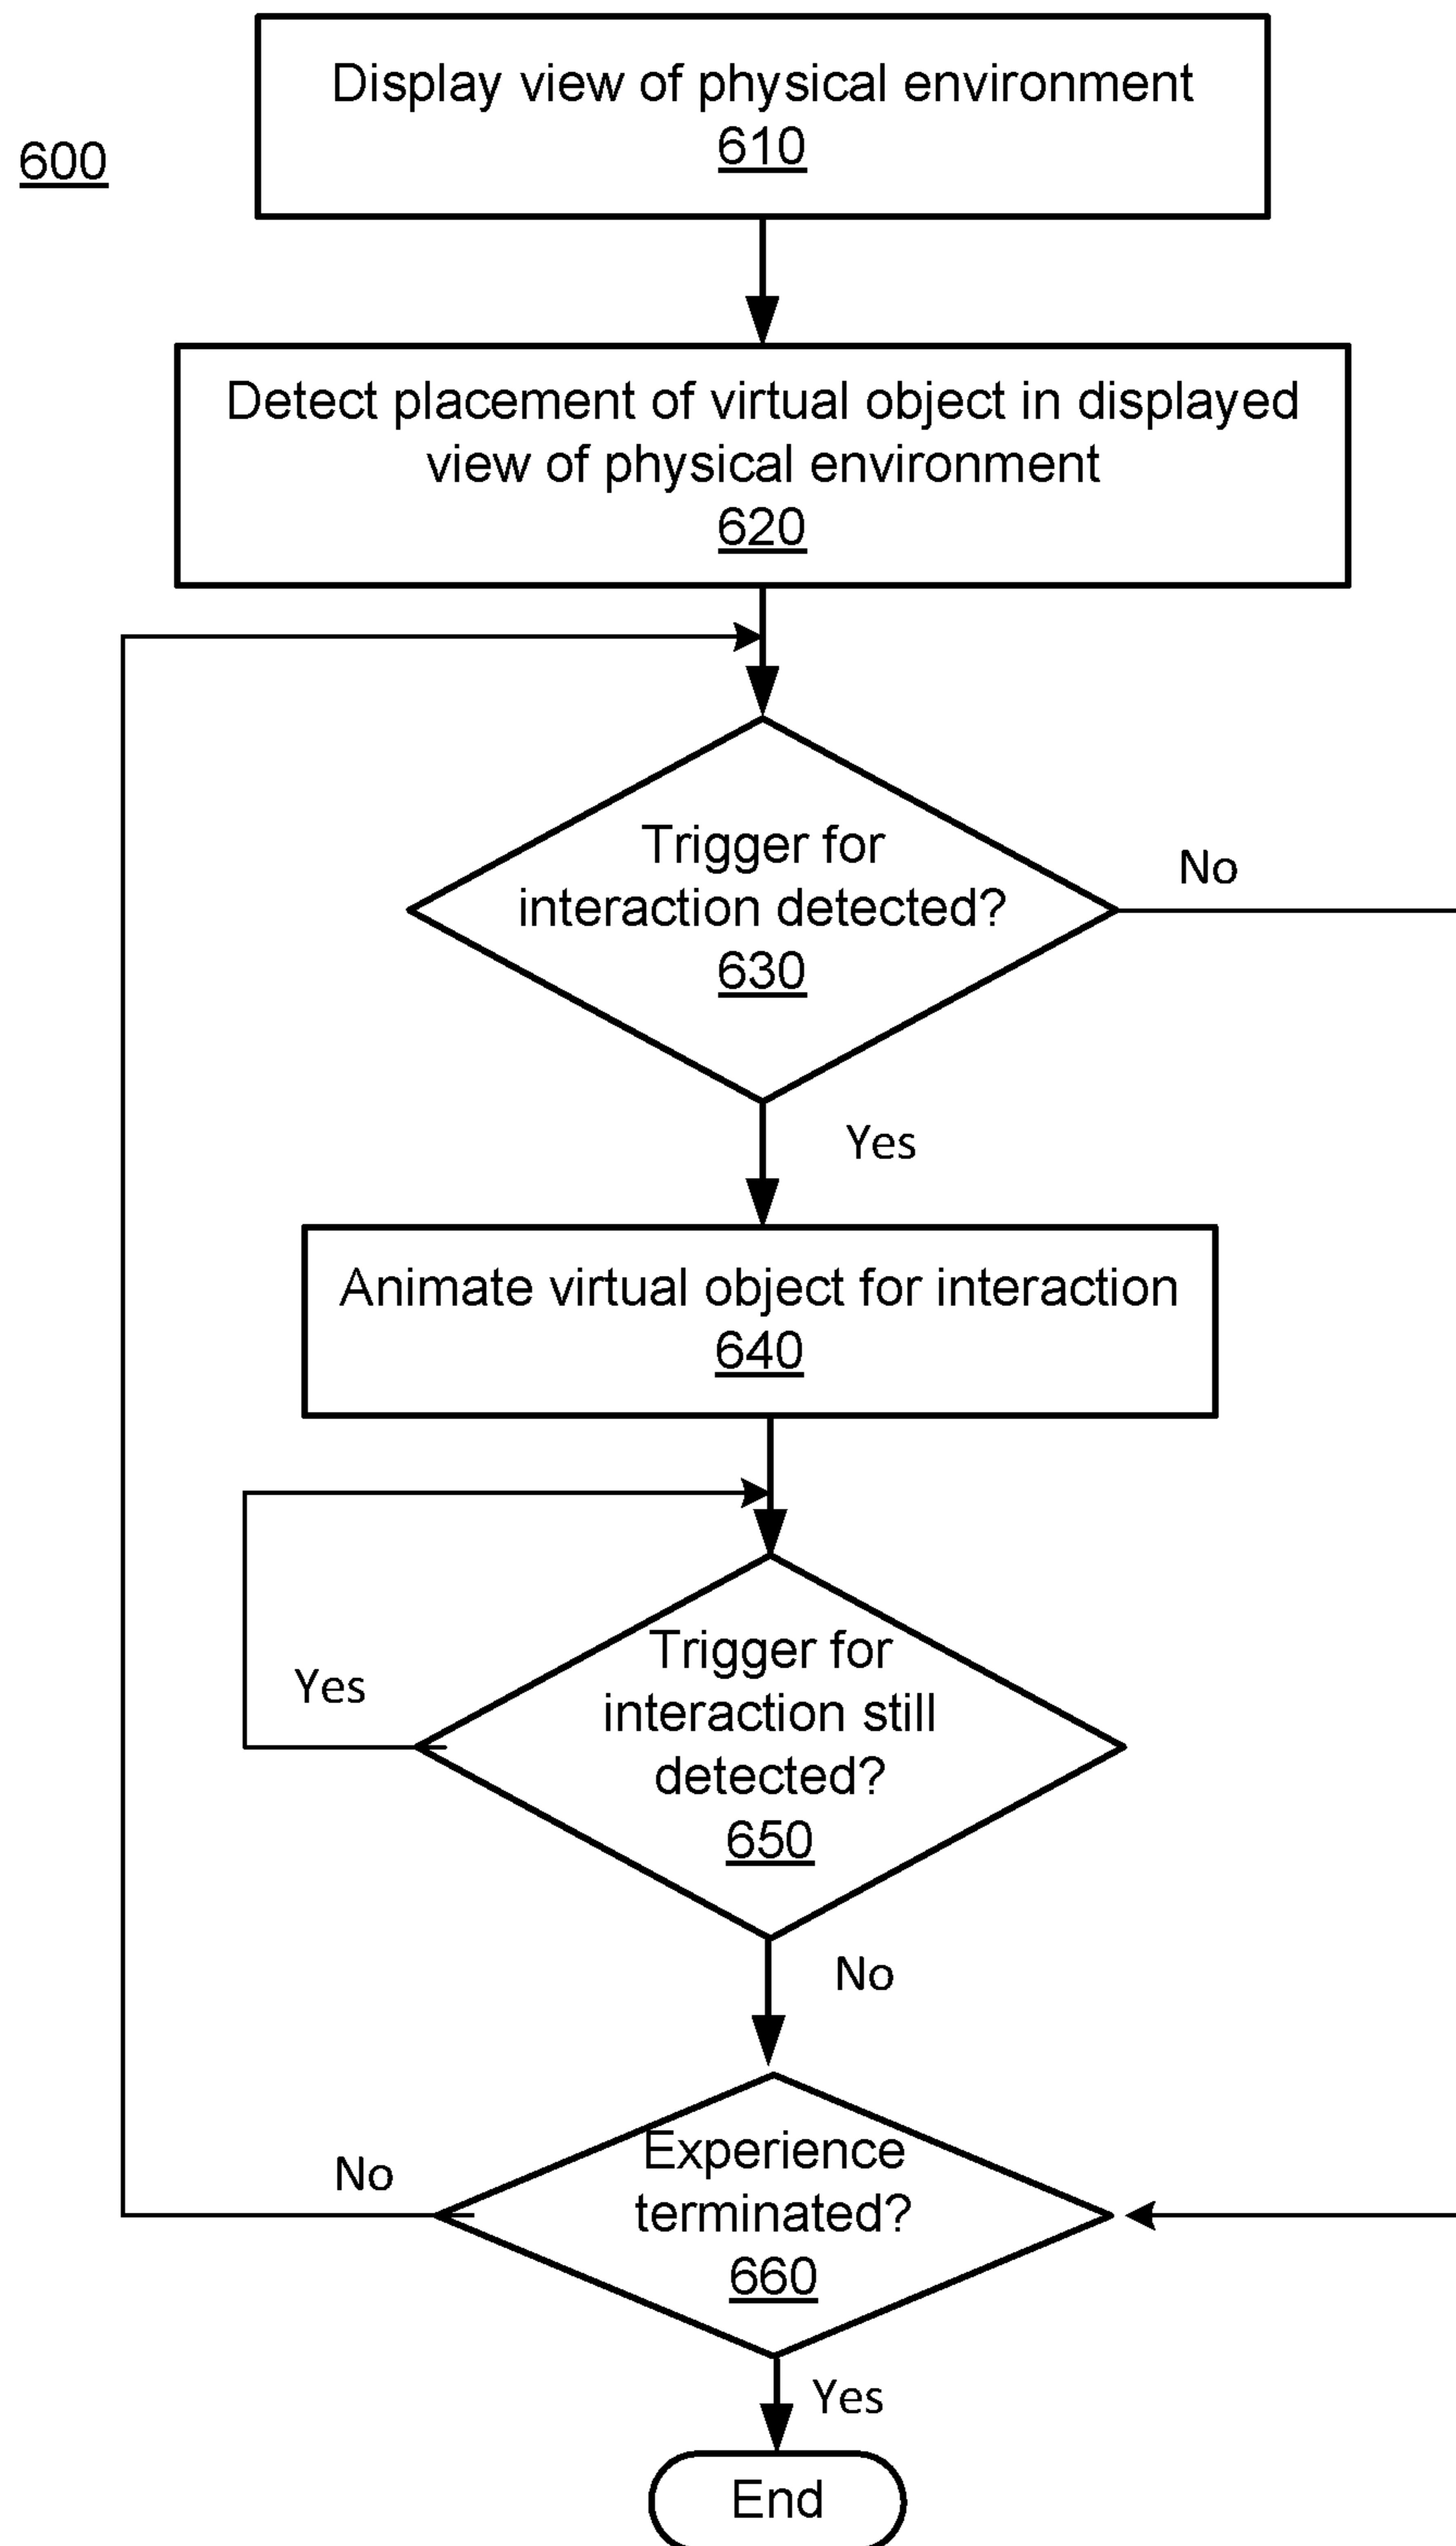 600
Display view of physical environment
610
Detect placement of virtual object in displayed
view of physical environment
620
Trigger for
interaction detected?
630
No
Yes
Animate virtual object for interaction
640
Trigger for
interaction still
detected?
650
Yes
No
Experience
terminated?
660
No
Yes
End